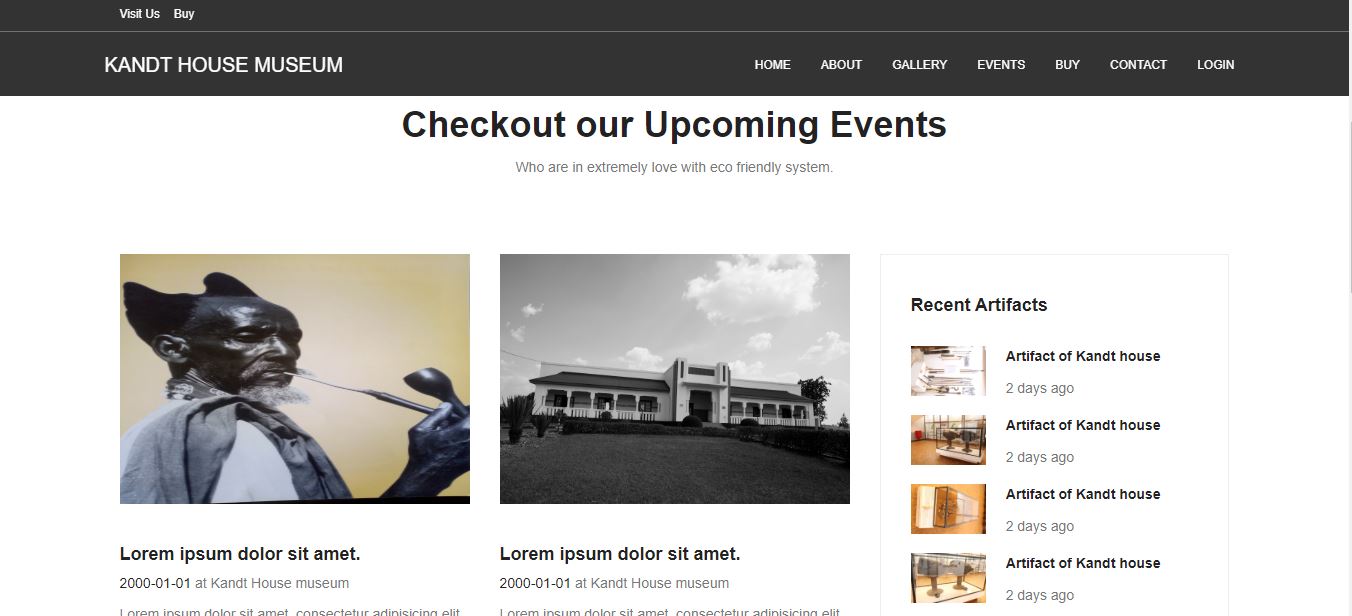 Visit Us Buy
KANDT HOUSE MUSEUM
HOME ABOUT GALLERY EVENTS BUY CONTACT LOGIN
Checkout our Upcoming Events
Who are in extremely love with eco friendly system.
Lorem ipsum dolor sit amet.
2000-01-01 at Kandt House museum
Lorem ipsum dolor sit amet, consectetur adipisicing elit
Lorem ipsum dolor sit amet.
2000-01-01 at Kandt House museum
Lorem ipsum dolor sit amet, consectetur adipisicing elit
Recent Artifacts
Artifact of Kandt house
2 days ago
Artifact of Kandt house
2 days ago
Artifact of Kandt house
2 days ago
Artifact of Kandt house
2 days ago